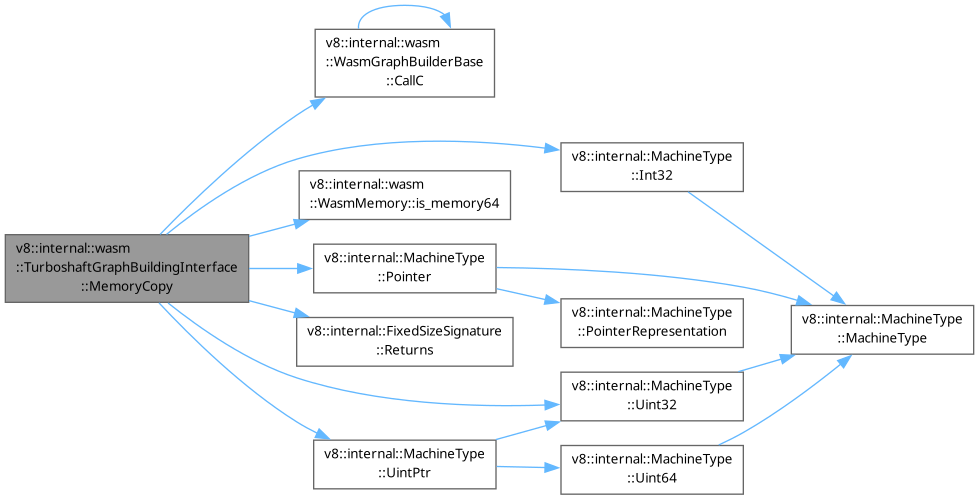 v8::internal::wasm
::WasmGraphBuilderBase
::CallC
v8::internal::MachineType
::Int32
v8::internal::wasm
::WasmMemory::is_memory64
v8::internal::wasm
::TurboshaftGraphBuildingInterface
::MemoryCopy
v8::internal::MachineType
::Pointer
v8::internal::MachineType
::PointerRepresentation
v8::internal::MachineType
::MachineType
v8::internal::FixedSizeSignature
::Returns
v8::internal::MachineType
::Uint32
v8::internal::MachineType
::UintPtr
v8::internal::MachineType
::Uint64